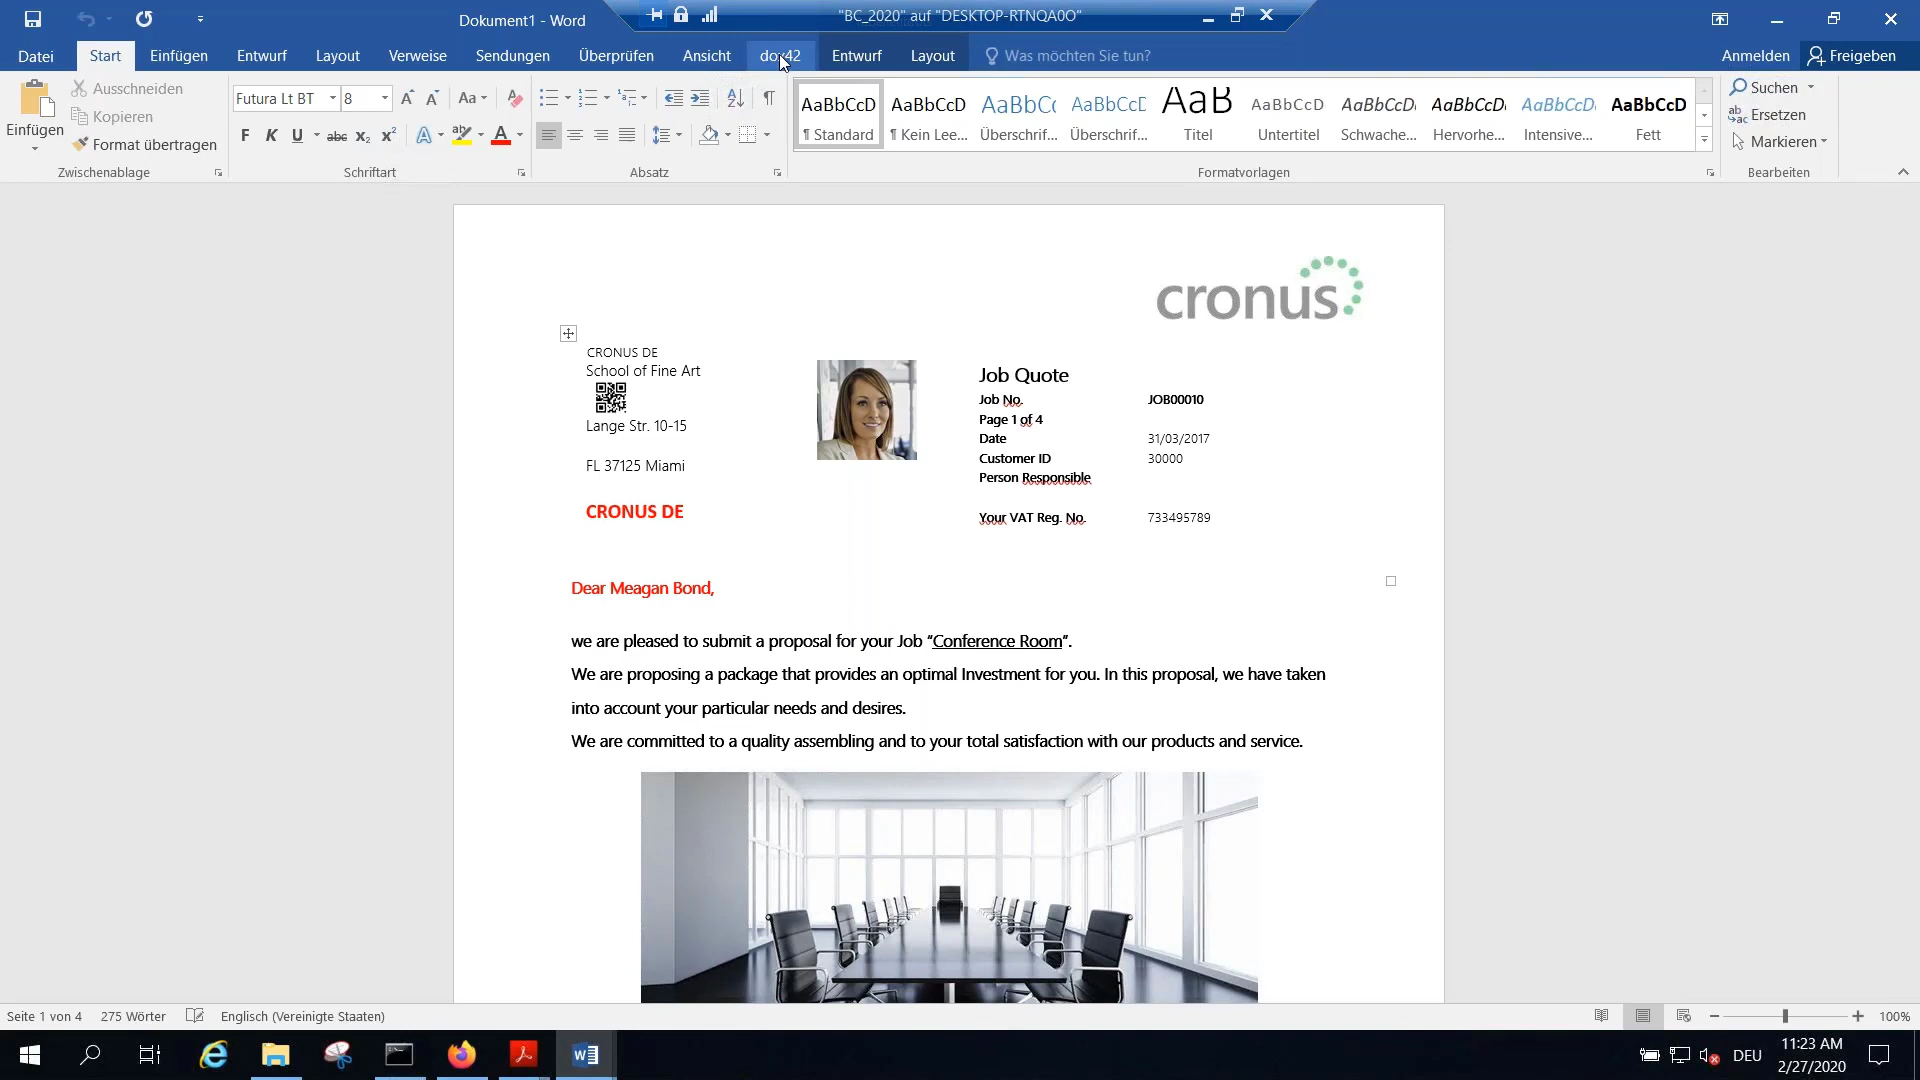 Dokument1 - Word
"BC_2020" auf "DESKTOP-RTNQA0O"
Datei
Start
Einfügen
Entwurf
Layout
Verweise
Sendungen
Überprüfen
Ansicht
Entwurf
Layout
Was möchten Sie tun?
Anmelden
Freigeben
Einfügen
Ausschneiden
Kopieren
Format übertragen
Zwischenablage
Futura Lt BT
8
Aa
F K U abc x₂ x²
A
A
Schriftart
Absatz
AaBbCcD
¶ Standard
AaBbCcD
¶ Kein Lee...
AaBbCc
Überschrif...
AaBbCcD
Überschrif...
AaB
Titel
AaBbCcD
Untertitel
AaBbCcD
Schwache...
AaBbCcD
Hervorhe...
AaBbCcD
Intensive...
AaBbCcD
Fett
Formatvorlagen
Suchen
Ersetzen
Markieren
Bearbeiten
cronus
CRONUS DE
School of Fine Art
Lange Str. 10-15
FL 37125 Miami
CRONUS DE
Job Quote
Job No. JOB00010
Page 1 of 4
Date 31/03/2017
Customer ID 30000
Person Responsible
Your VAT Reg. No. 733495789
Dear Meagan Bond,
we are pleased to submit a proposal for your Job “Conference Room”.
We are proposing a package that provides an optimal Investment for you. In this proposal, we have taken
into account your particular needs and desires.
We are committed to a quality assembling and to your total satisfaction with our products and service.
Seite 1 von 4
275 Wörter
Englisch (Vereinigte Staaten)
100%
DEU
11:23 AM
2/27/2020